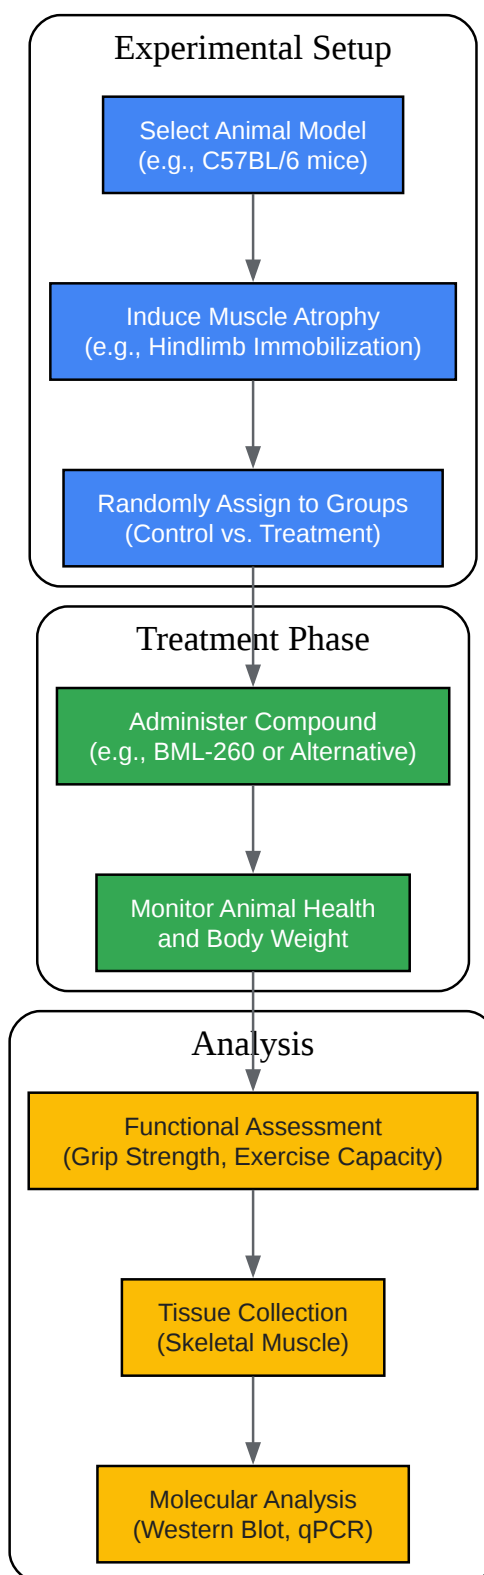 Experimental Setup
Select Animal Model
(e.g., C57BL/6 mice)
Induce Muscle Atrophy
(e.g., Hindlimb Immobilization)
Randomly Assign to Groups
(Control vs. Treatment)
Treatment Phase
Administer Compound
(e.g., BML-260 or Alternative)
Monitor Animal Health
and Body Weight
Analysis
Functional Assessment
(Grip Strength, Exercise Capacity)
Tissue Collection
(Skeletal Muscle)
Molecular Analysis
(Western Blot, qPCR)